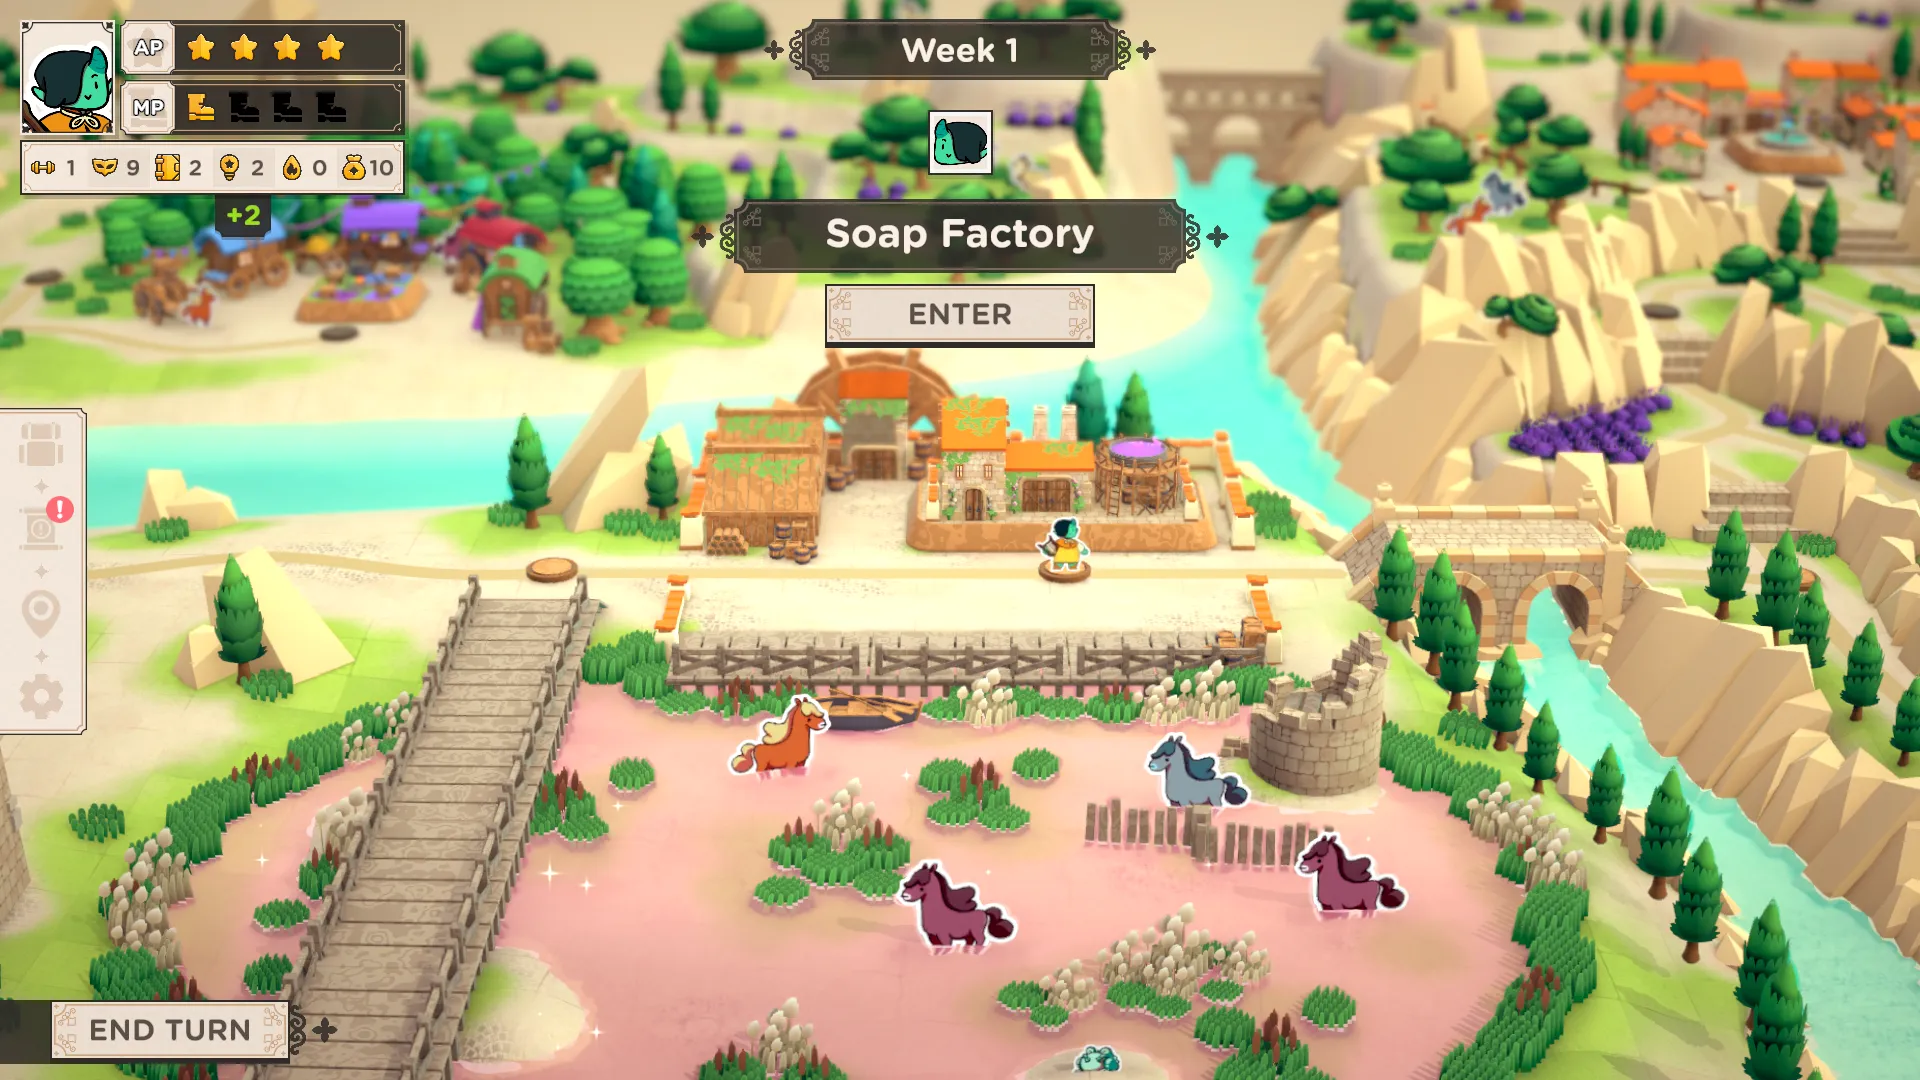 AP
Week 1
MP
1 9 2 2 0 10
+2
Soap Factory
ENTER
!
END TURN